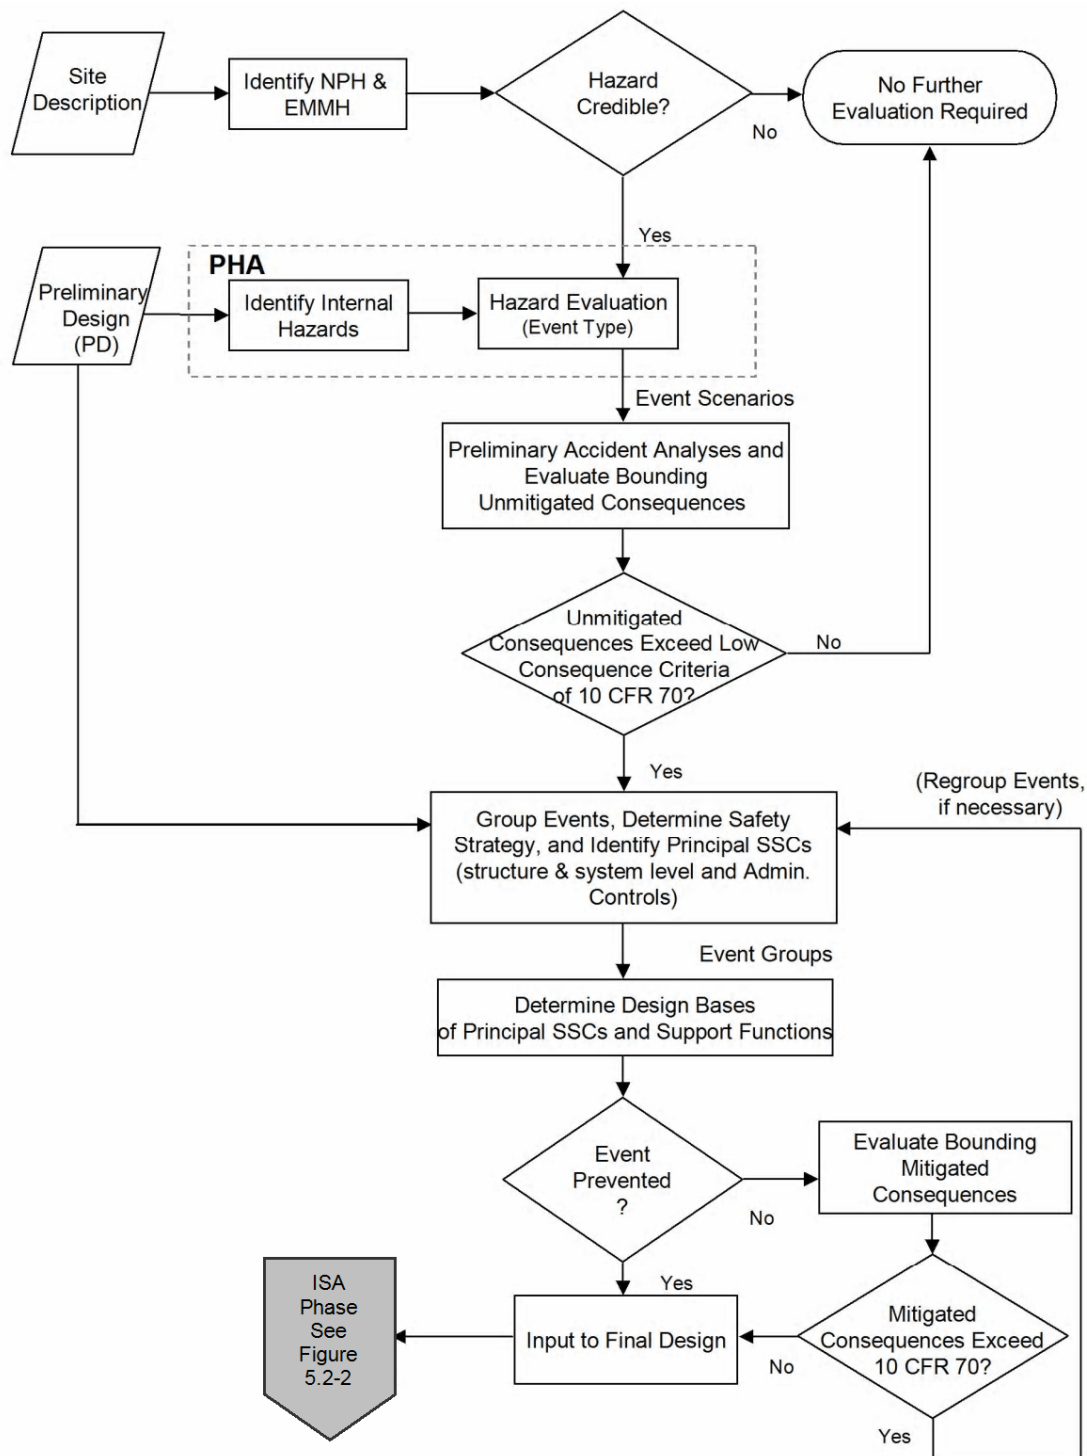 Site
Description
Identify NPH &
EMMH
Hazard
Credible?
No
No Further
Evaluation Required
Yes
PHA
Preliminary
Design
(PD)
Identify Internal
Hazards
Hazard Evaluation
(Event Type)
Event Scenarios
Preliminary Accident Analyses and
Evaluate Bounding
Unmitigated Consequences
Unmitigated
Consequences Exceed Low
Consequence Criteria
of 10 CFR 70?
No
Yes
(Regroup Events,
if necessary)
Group Events, Determine Safety
Strategy, and Identify Principal SSCs
(structure & system level and Admin.
Controls)
Event Groups
Determine Design Bases
of Principal SSCs and Support Functions
Event
Prevented
?
No
Evaluate Bounding
Mitigated
Consequences
Yes
ISA
Phase
See
Figure
5.2-2
Input to Final Design
No
Mitigated
Consequences Exceed
10 CFR 70?
Yes